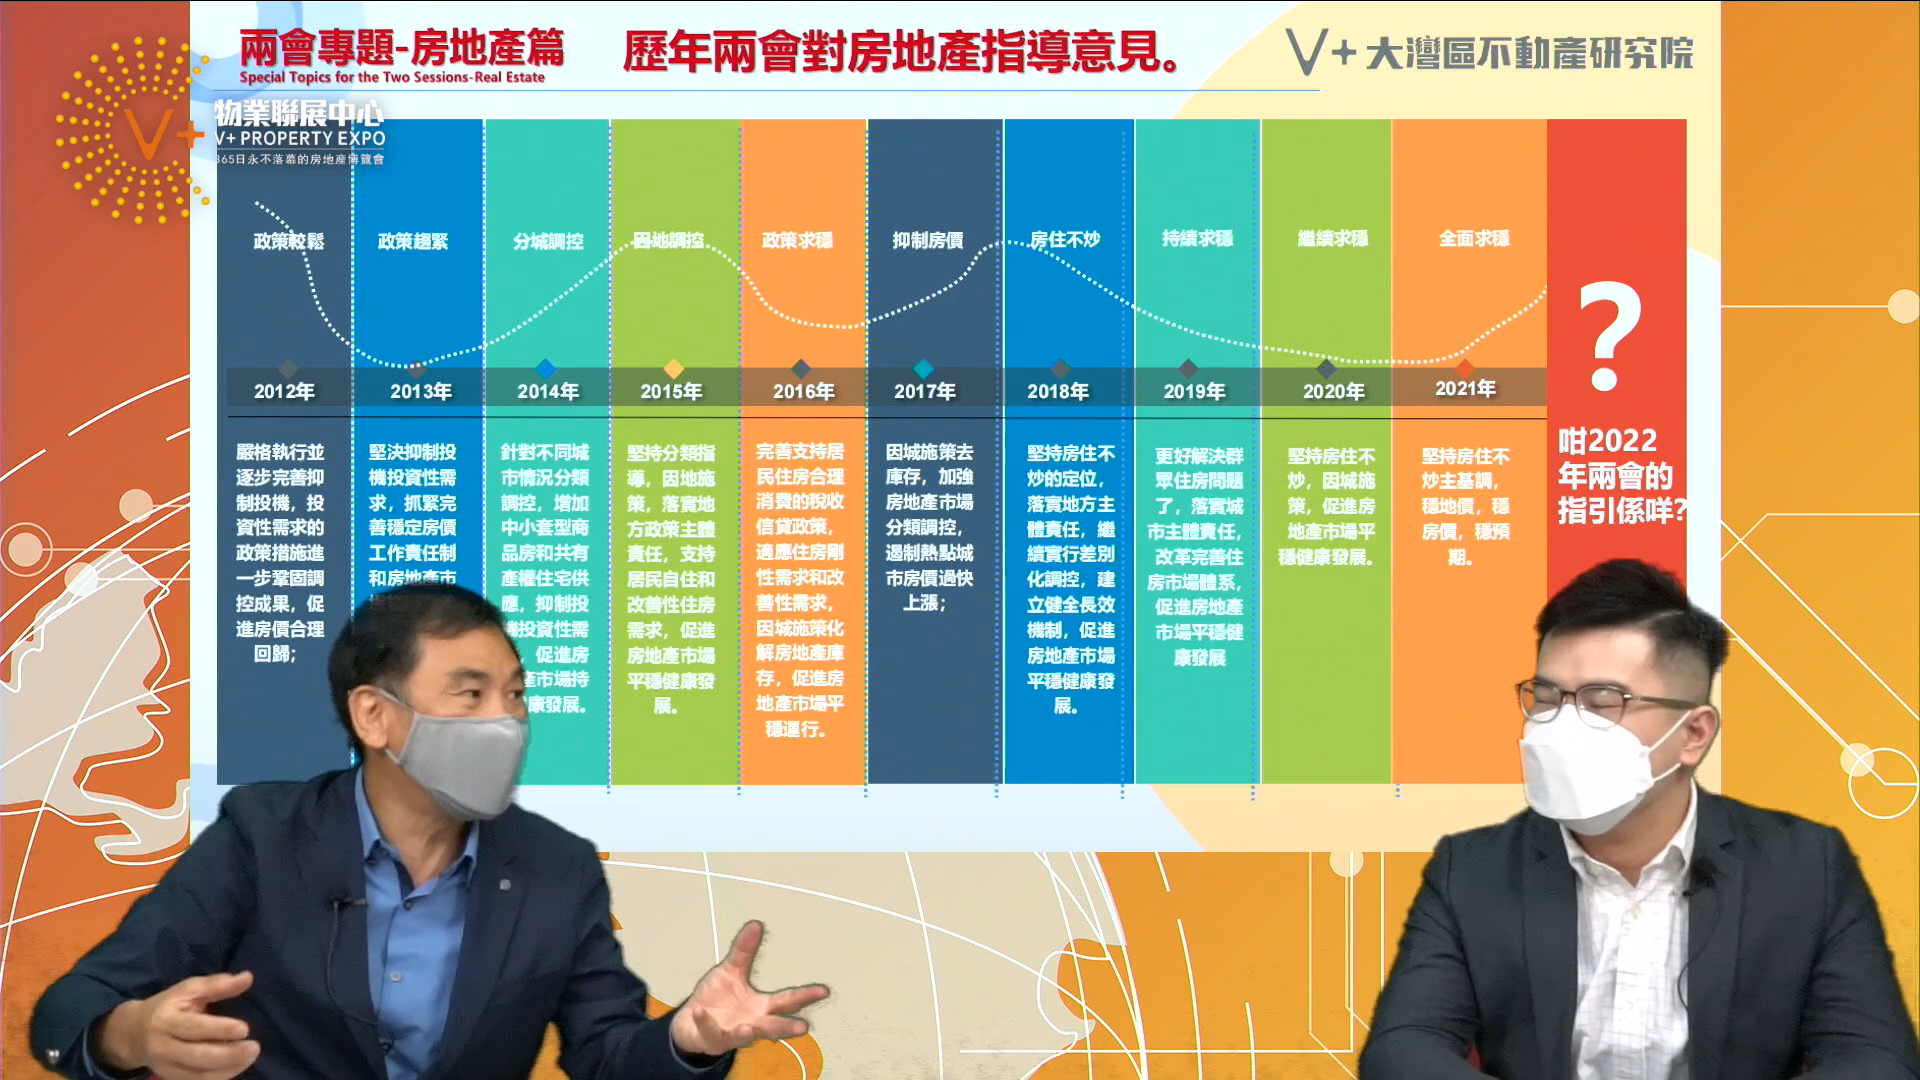 兩會專題-房地產篇
Special Topics for the Two Sessions-Real Estate
歷年兩會對房地產指導意見。
V+大灣區不動產研究院
V+
物業聯展中心
V+ PROPERTY EXPO
365日永不落幕的房地產博覽會
政策較鬆
政策趨緊
分城調控
因地調控
政策求穩
抑制房價
房住不炒
持續求穩
繼續求穩
全面求穩
?
2012年
2013年
2014年
2015年
2016年
2017年
2018年
2019年
2020年
2021年
嚴格執行並
逐步完善抑
制投機，投
資性需求的
政策措施進
一步鞏固調
控成果，促
進房價合理
回歸；
堅決抑制投
機投資性需
求，抓緊完
善穩定房價
工作責任制
和房地產市
針對不同城
市情況分類
調控，增加
中小套型商
品房和共有
產權住宅供
應，抑制投
機投資性需
，促進房
產市場持
康發展。
堅持分類指
導，因地施
策，落實地
方政策主體
責任，支持
居民自住和
改善性住房
需求，促進
房地產市場
平穩健康發
展。
完善支持居
民住房合理
消費的稅收
信貸政策，
適應住房剛
性需求和改
善性需求，
因城施策化
解房地產庫
存，促進房
地產市場平
穩運行。
因城施策去
庫存，加強
房地產市場
分類調控，
遏制熱點城
市房價過快
上漲；
堅持房住不
炒的定位，
落實地方主
體責任，繼
續實行差別
化調控，建
立健全長效
機制，促進
房地產市場
平穩健康發
展。
更好解決群
眾住房問題
了，落實城
市主體責任，
改革完善住
房市場體系，
促進房地產
市場平穩健
康發展
堅持房住不
炒，因城施
策，促進房
地產市場平
穩健康發展。
堅持房住不
炒主基調，
穩地價，穩
房價，穩預
期。
咁2022
年兩會的
指引係咩?